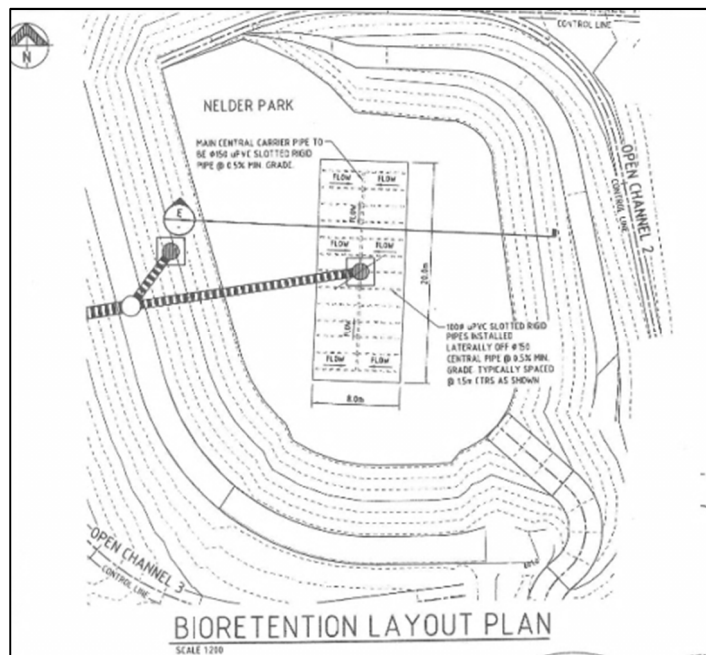 CONTROL LINE
N
NELDER PARK
MAIN CENTRAL CARRIER PIPE TO
BE Ø150 uPVC SLOTTED RIGID
PIPE @ 0.5% MIN. GRADE.
OPEN CHANNEL 2
CONTROL LINE
FLOW FLOW
FLOW
E
FLOW FLOW
20.0m
100Ø uPVC SLOTTED RIGID
PIPES INSTALLED
LATERALLY OFF Ø150
CENTRAL PIPE @ 0.5% MIN.
GRADE. TYPICALLY SPACED
@ 1.5m CTRS AS SHOWN
FLOW
FLOW FLOW
8.0m
OPEN CHANNEL 3
CONTROL LINE
BIORETENTION LAYOUT PLAN
SCALE 1:200